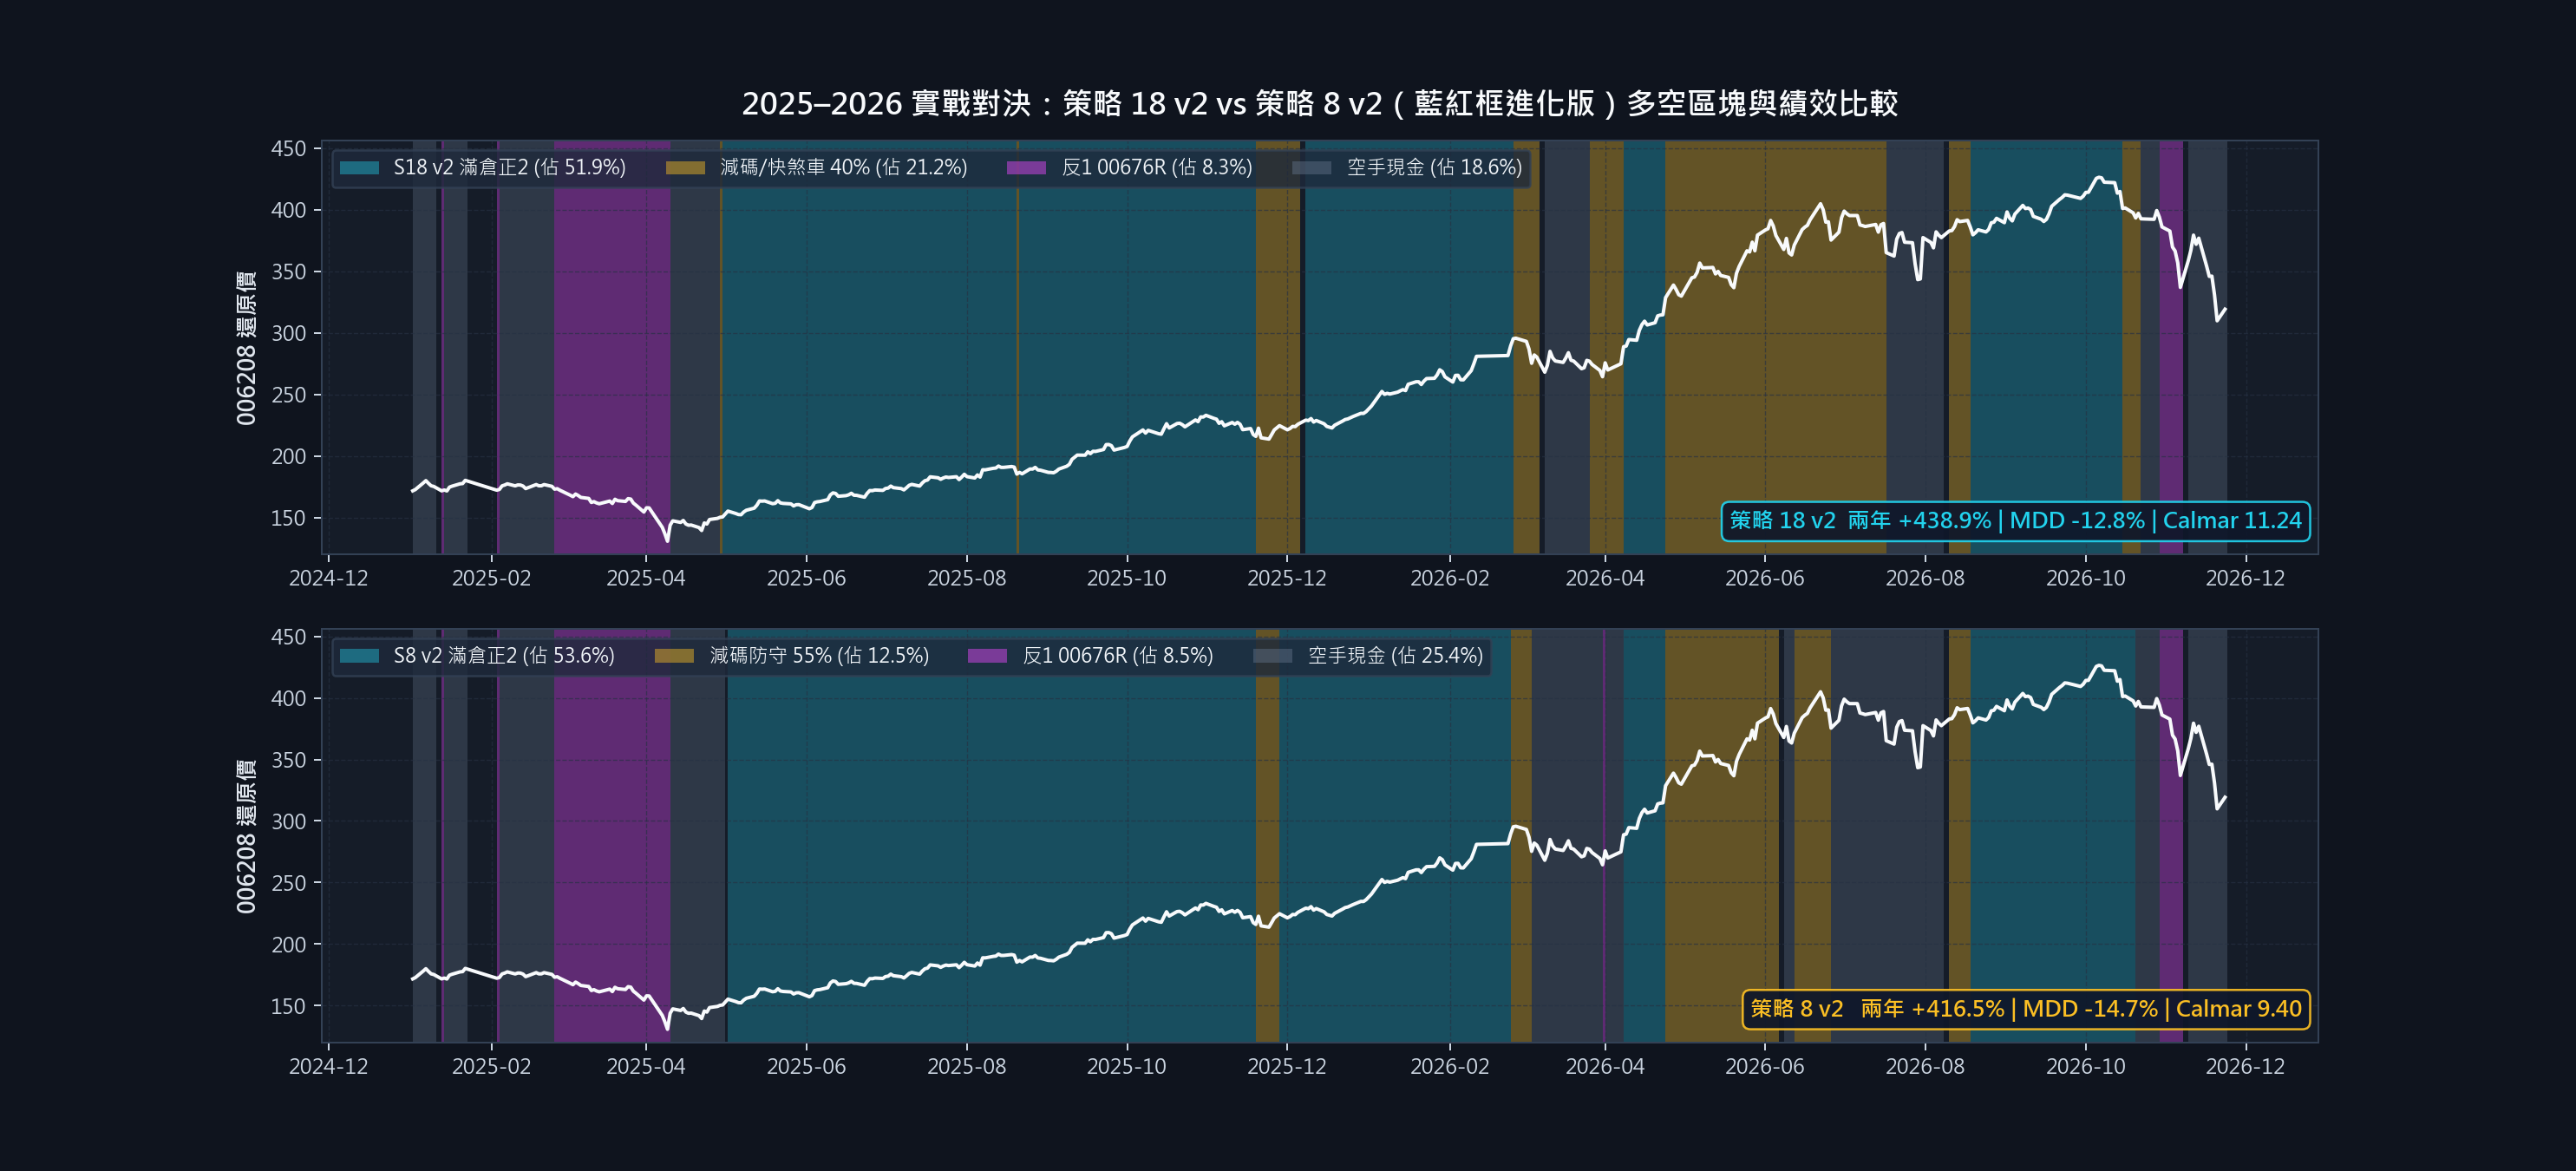 2025–2026 實戰對決：策略 18 v2 vs 策略 8 v2（藍紅框進化版）多空區塊與績效比較
S18 v2 滿倉正2 (佔 51.9%) 減碼/快煞車 40% (佔 21.2%) 反1 00676R (佔 8.3%) 空手現金 (佔 18.6%)
006208 還原價
450
400
350
300
250
200
150
策略 18 v2 兩年 +438.9% | MDD -12.8% | Calmar 11.24
2024-12 2025-02 2025-04 2025-06 2025-08 2025-10 2025-12 2026-02 2026-04 2026-06 2026-08 2026-10 2026-12
S8 v2 滿倉正2 (佔 53.6%) 減碼防守 55% (佔 12.5%) 反1 00676R (佔 8.5%) 空手現金 (佔 25.4%)
006208 還原價
450
400
350
300
250
200
150
策略 8 v2 兩年 +416.5% | MDD -14.7% | Calmar 9.40
2024-12 2025-02 2025-04 2025-06 2025-08 2025-10 2025-12 2026-02 2026-04 2026-06 2026-08 2026-10 2026-12